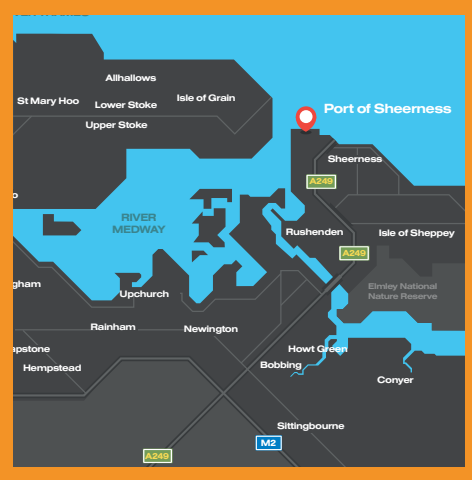 Allhallows
Isle of Grain
St Mary Hoo
Lower Stoke
Port of Sheerness
Upper Stoke
Sheerness
A249
RIVER
MEDWAY
Rushenden
Isle of Sheppey
A249
gham
Elmley National
Nature Reserve
Upchurch
Rainham
Newington
apstone
Howt Green
Hempstead
Bobbing
Conyer
Sittingbourne
M2
A249